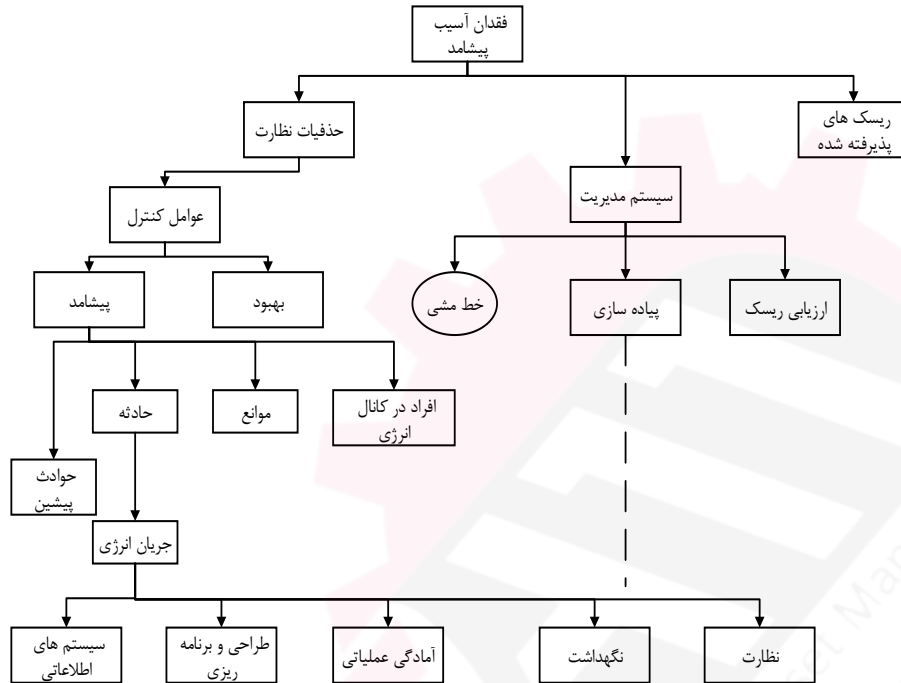 فقدان آسیب
پیشامد
حذفیات نظارت
ریسک های
پذیرفته شده
سیستم مدیریت
عوامل کنترل
پیشامد
بهبود
خط مشی
پیاده سازی
ارزیابی ریسک
حادثه
موانع
افراد در کانال
انرژی
حوادث
پیشین
جریان انرژی
سیستم های
اطلاعاتی
طراحی و برنامه
ریزی
آمادگی عملیاتی
نگهداشت
نظارت
set Man